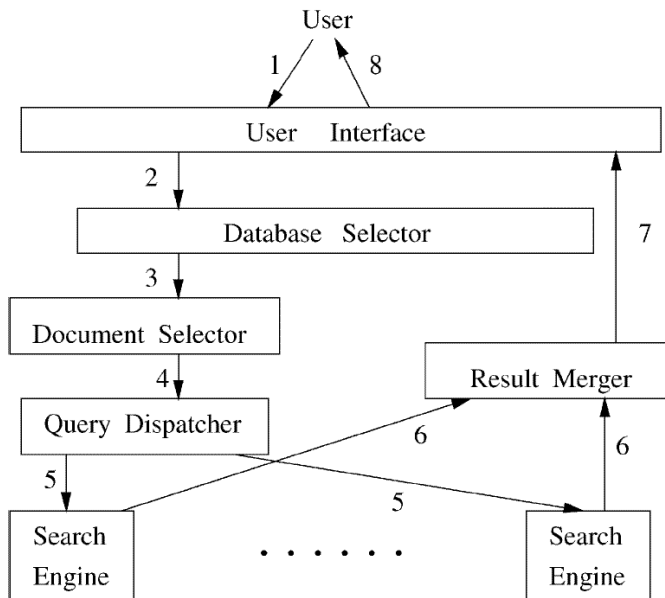 User
1
8
User Interface
2
Database Selector
7
3
Document Selector
4
Result Merger
Query Dispatcher
6
6
5
5
Search
Engine
. . . . . .
Search
Engine